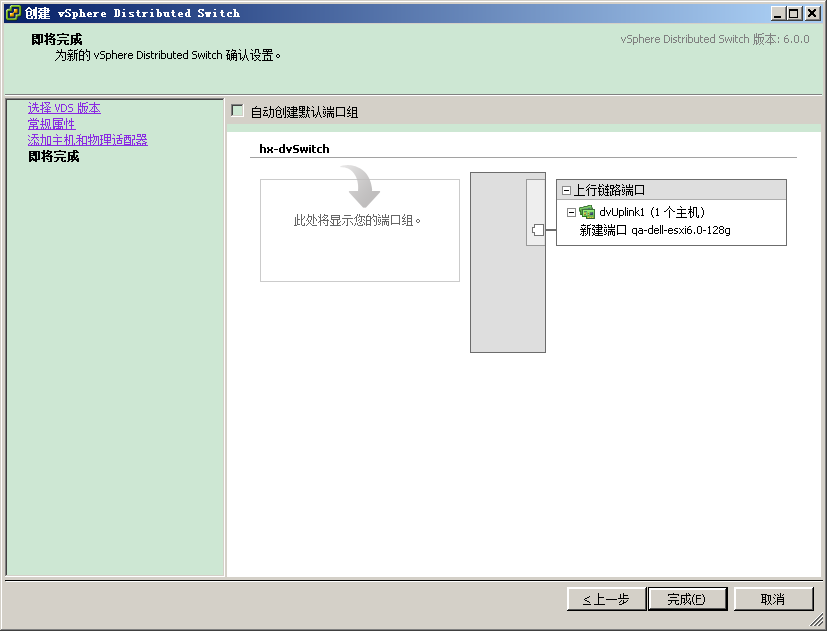 创建 vSphere Distributed Switch
即将完成
为新的 vSphere Distributed Switch 确认设置。
vSphere Distributed Switch 版本: 6.0.0
选择 VDS 版本
常规属性
添加主机和物理适配器
即将完成
自动创建默认端口组
hx-dvSwitch
此处将显示您的端口组。
上行链路端口
dvUplink1 (1 个主机)
新建端口 qa-dell-esxi6.0-128g
≤上一步
完成(F)
取消